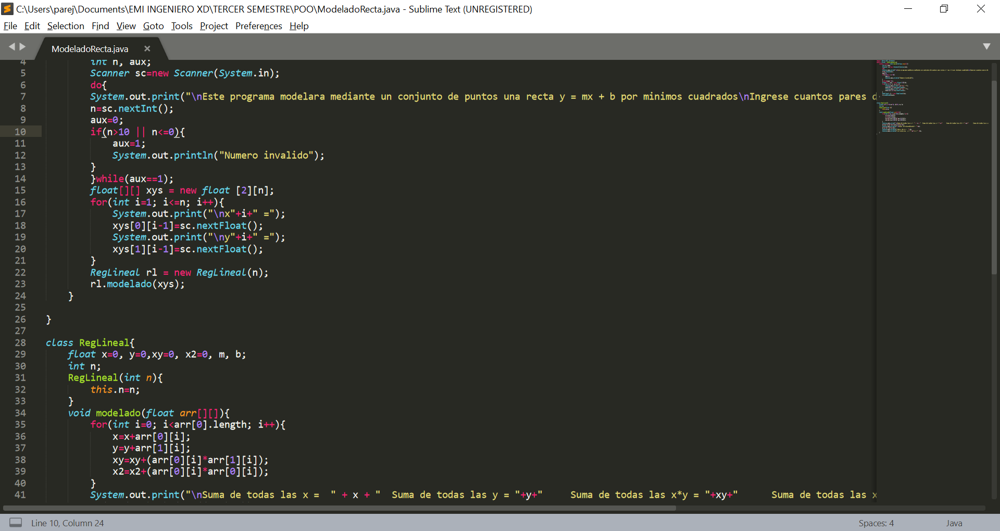 C:\Users\parej\Documents\EMI INGENIERO XD\TERCER SEMESTRE\POO\ModeladoRecta.java - Sublime Text (UNREGISTERED)
File Edit Selection Find View Goto Tools Project Preferences Help
ModeladoRecta.java
4 int n, aux;
5 Scanner sc=new Scanner(System.in);
6 do{
7 System.out.print("\nEste programa modelara mediante un conjunto de puntos una recta y = mx + b por minimos cuadrados\nIngrese cuantos pares
8 n=sc.nextInt();
9 aux=0;
10 if(n>10 || n<=0){
11 aux=1;
12 System.out.println("Numero invalido");
13 }
14 }while(aux==1);
15 float[][] xys = new float [2][n];
16 for(int i=1; i<=n; i++){
17 System.out.print("\nx"+i+" =");
18 xys[0][i-1]=sc.nextFloat();
19 System.out.print("\ny"+i+" =");
20 xys[1][i-1]=sc.nextFloat();
21 }
22 RegLineal rl = new RegLineal(n);
23 rl.modelado(xys);
24 }
25
26 }
27
28 class RegLineal{
29 float x=0, y=0,xy=0, x2=0, m, b;
30 int n;
31 RegLineal(int n){
32 this.n=n;
33 }
34 void modelado(float arr[][]){
35 for(int i=0; i<arr[0].length; i++){
36 x=x+arr[0][i];
37 y=y+arr[1][i];
38 xy=xy+(arr[0][i]*arr[1][i]);
39 x2=x2+(arr[0][i]*arr[0][i]);
40 }
41 System.out.print("\nSuma de todas las x =  " + x + "  Suma de todas las y = "+y+"     Suma de todas las x*y = "+xy+"      Suma de todas las x
Line 10, Column 24
Spaces: 4
Java